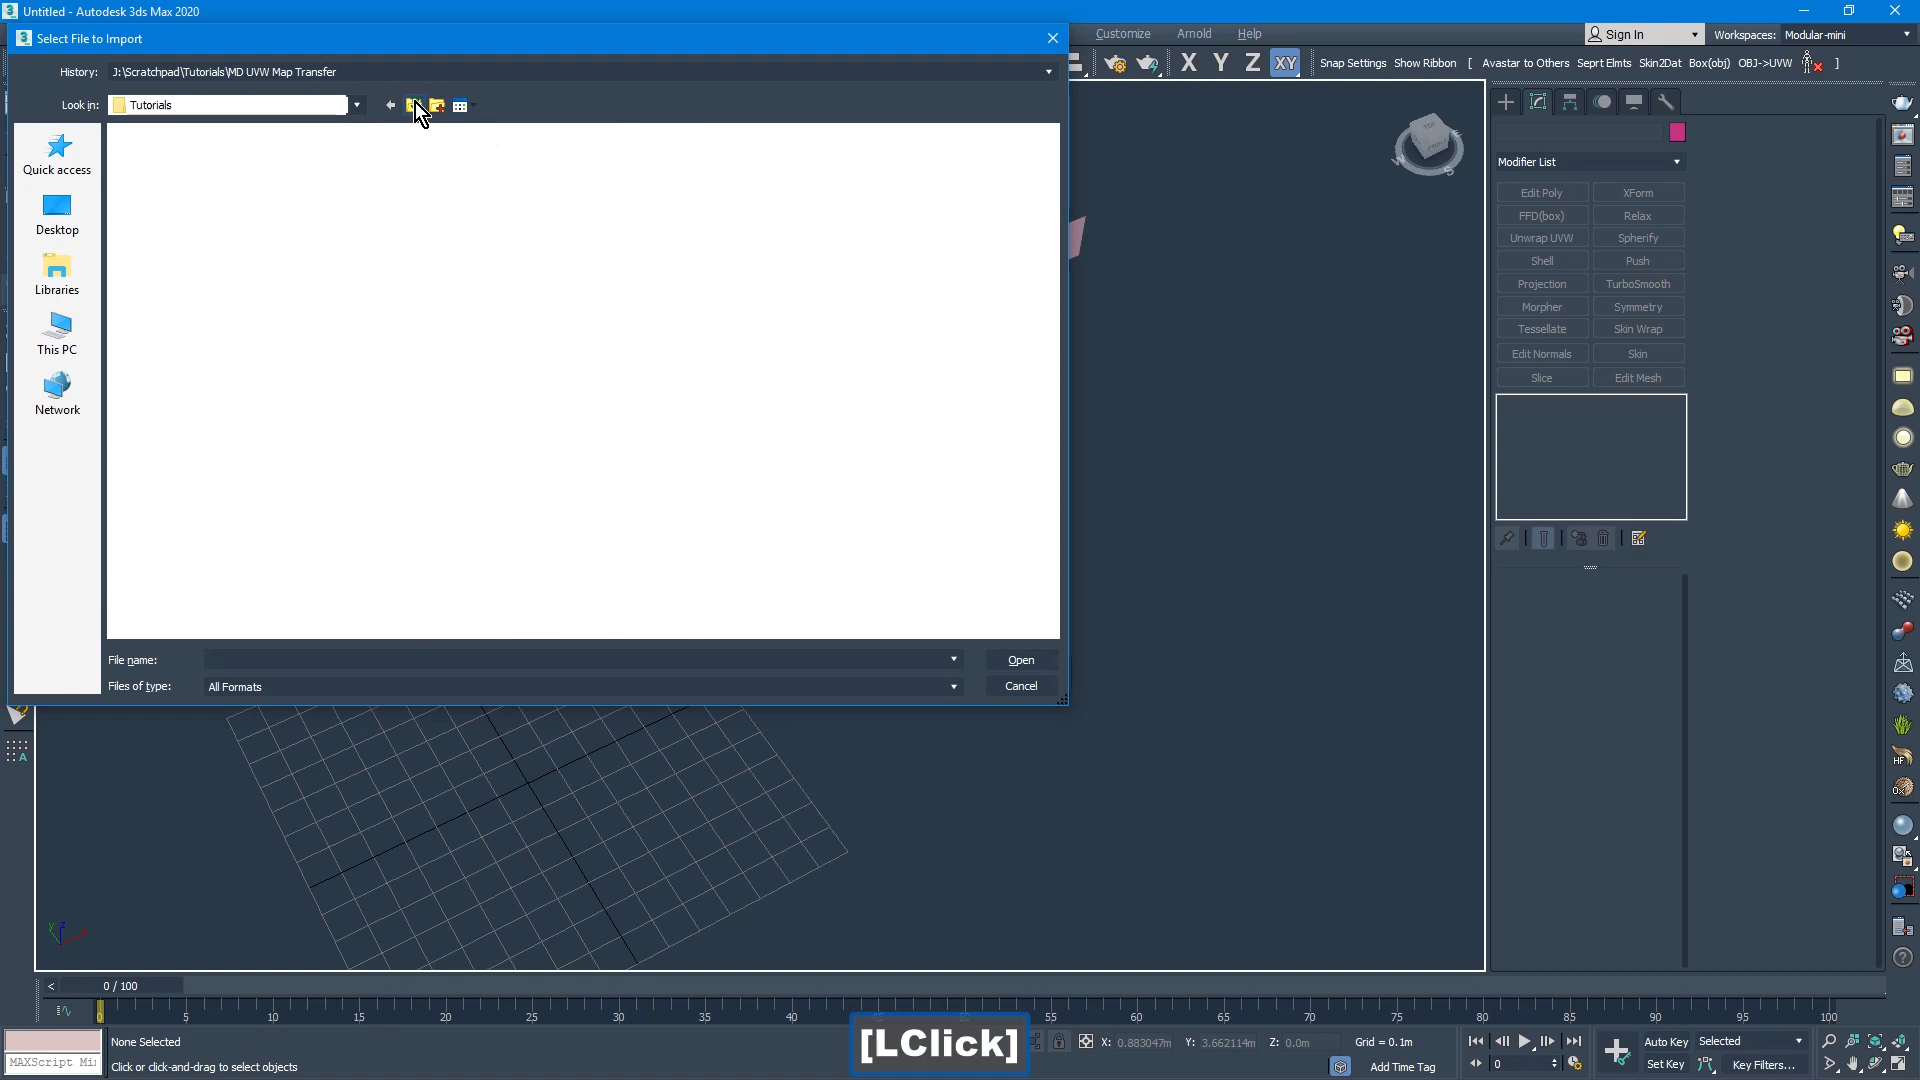 Untitled - Autodesk 3ds Max 2020
Select File to Import
Customize Arnold Help
Sign In
Workspaces: Modular-mini
History: J:\Scratchpad\Tutorials\MD UVW Map Transfer
X Y Z XY
Snap Settings Show Ribbon [ Avastar to Others Seprt Elmts Skin2Dat Box(obj) OBJ->UVW ]
Look in: Tutorials
Quick access
Desktop
Libraries
This PC
Network
Modifier List
Edit Poly XForm
FFD(box) Relax
Unwrap UVW Spherify
Shell Push
Projection TurboSmooth
Morpher Symmetry
Tessellate Skin Wrap
Edit Normals Skin
Slice Edit Mesh
File name: Open
Files of type: All Formats Cancel
< 0 / 100
0 5 10 15 20 25 30 35 40 55 60 65 70 75 80 85 90 95 100
None Selected
MAXScript Mi
Click or click-and-drag to select objects
[LClick]
X: 0.883047m Y: 3.662114m Z: 0.0m Grid = 0.1m
Add Time Tag
0
Auto Key Selected
Set Key Key Filters...